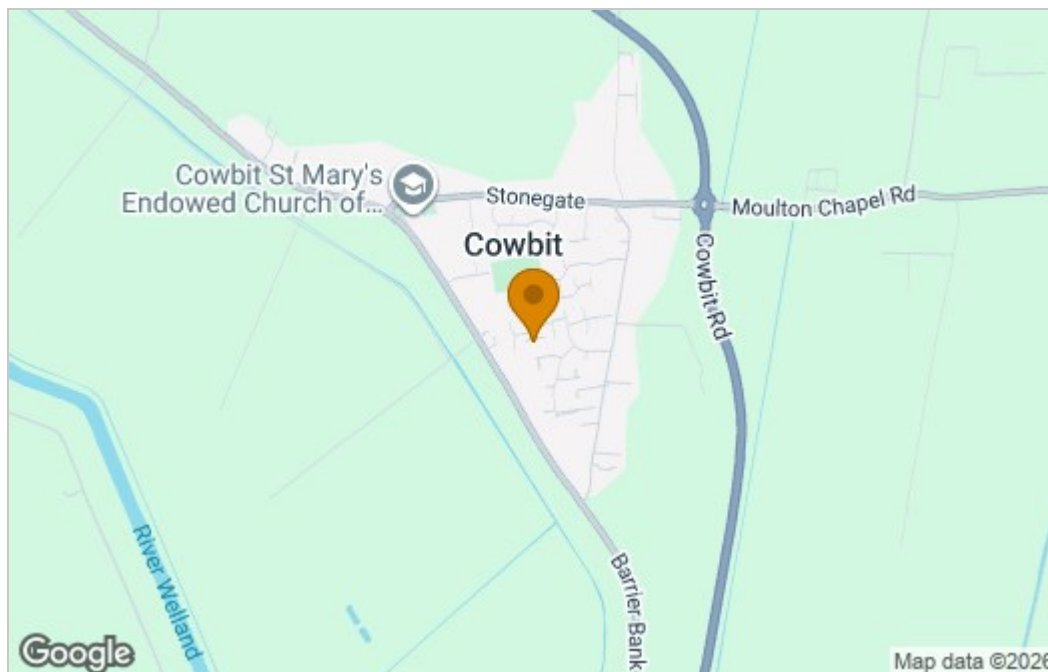 Cowbit St Mary's
Endowed Church of...
Stonegate
Moulton Chapel Rd
Cowbit
Cowbit Rd
River Welland
Barrier Bank
Google
Map data ©2026